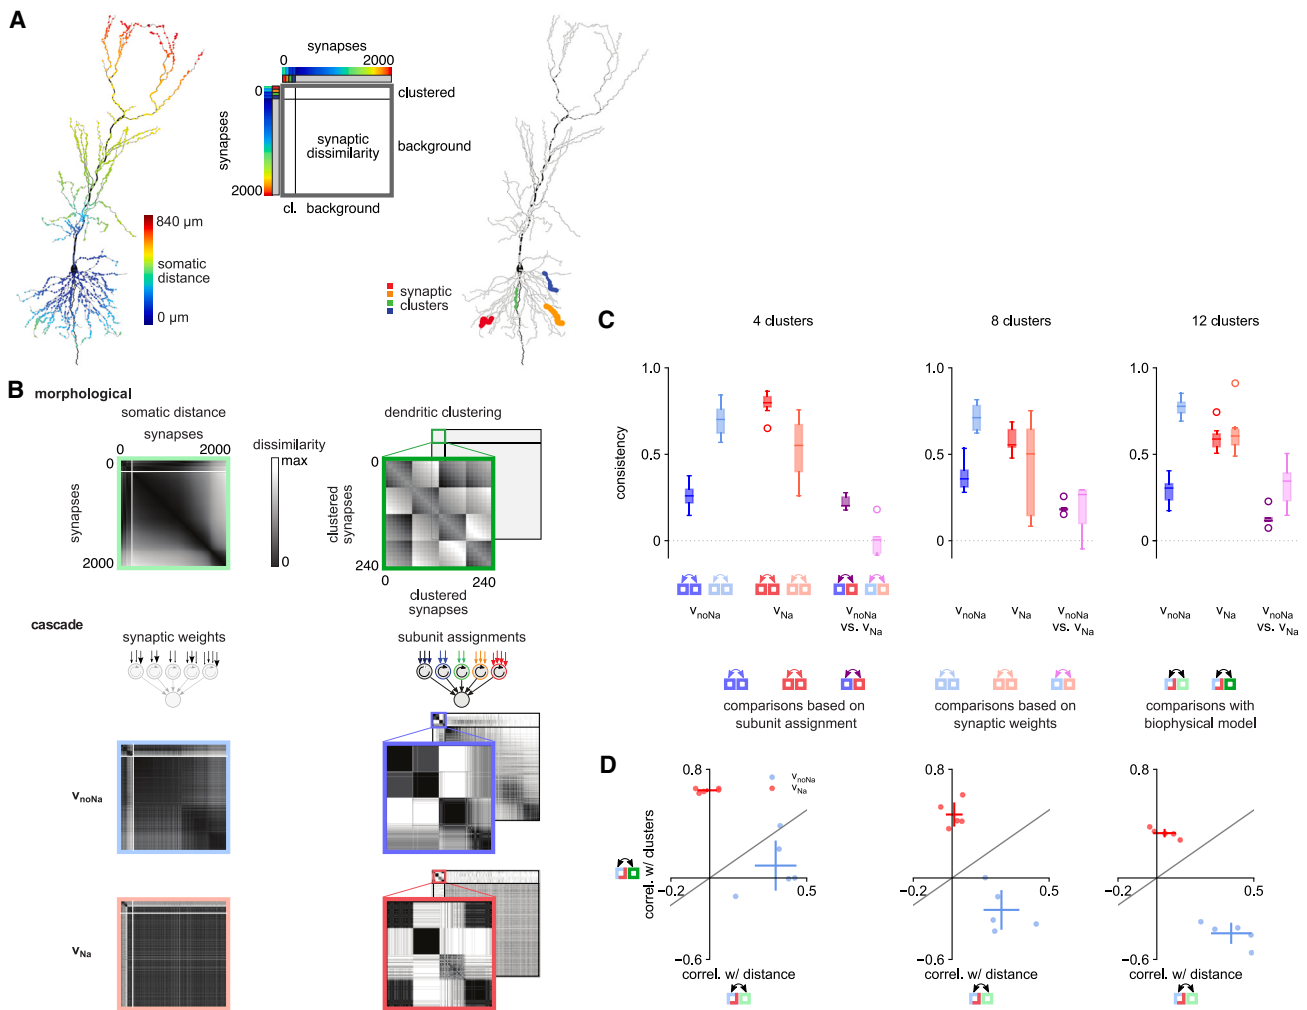 A
synapses
0 2000
clustered
0
synapses
synaptic
dissimilarity
background
2000
cl. background
840 µm
somatic
distance
0 µm
synaptic
clusters
B
morphological
somatic distance
synapses
0 2000
dissimilarity
max
0
0
synapses
2000
dendritic clustering
0
clustered
synapses
240
0 240
clustered
synapses
cascade
synaptic weights
subunit assignments
vnoNa
vNa
C
4 clusters
8 clusters
12 clusters
consistency
1.0
0.5
0
vnoNa
vNa
vnoNa
vs. vNa
1.0
0.5
0
vnoNa
vNa
vnoNa
vs. vNa
1.0
0.5
0
vnoNa
vNa
vnoNa
vs. vNa
comparisons based on
subunit assignment
comparisons based on
synaptic weights
comparisons with
biophysical model
D
correl. w/ clusters
0.8
vnoNa
vNa
−0.2 0.5
−0.6
correl. w/ distance
0.8
−0.2 0.5
−0.6
correl. w/ distance
0.8
−0.2 0.5
−0.6
correl. w/ distance